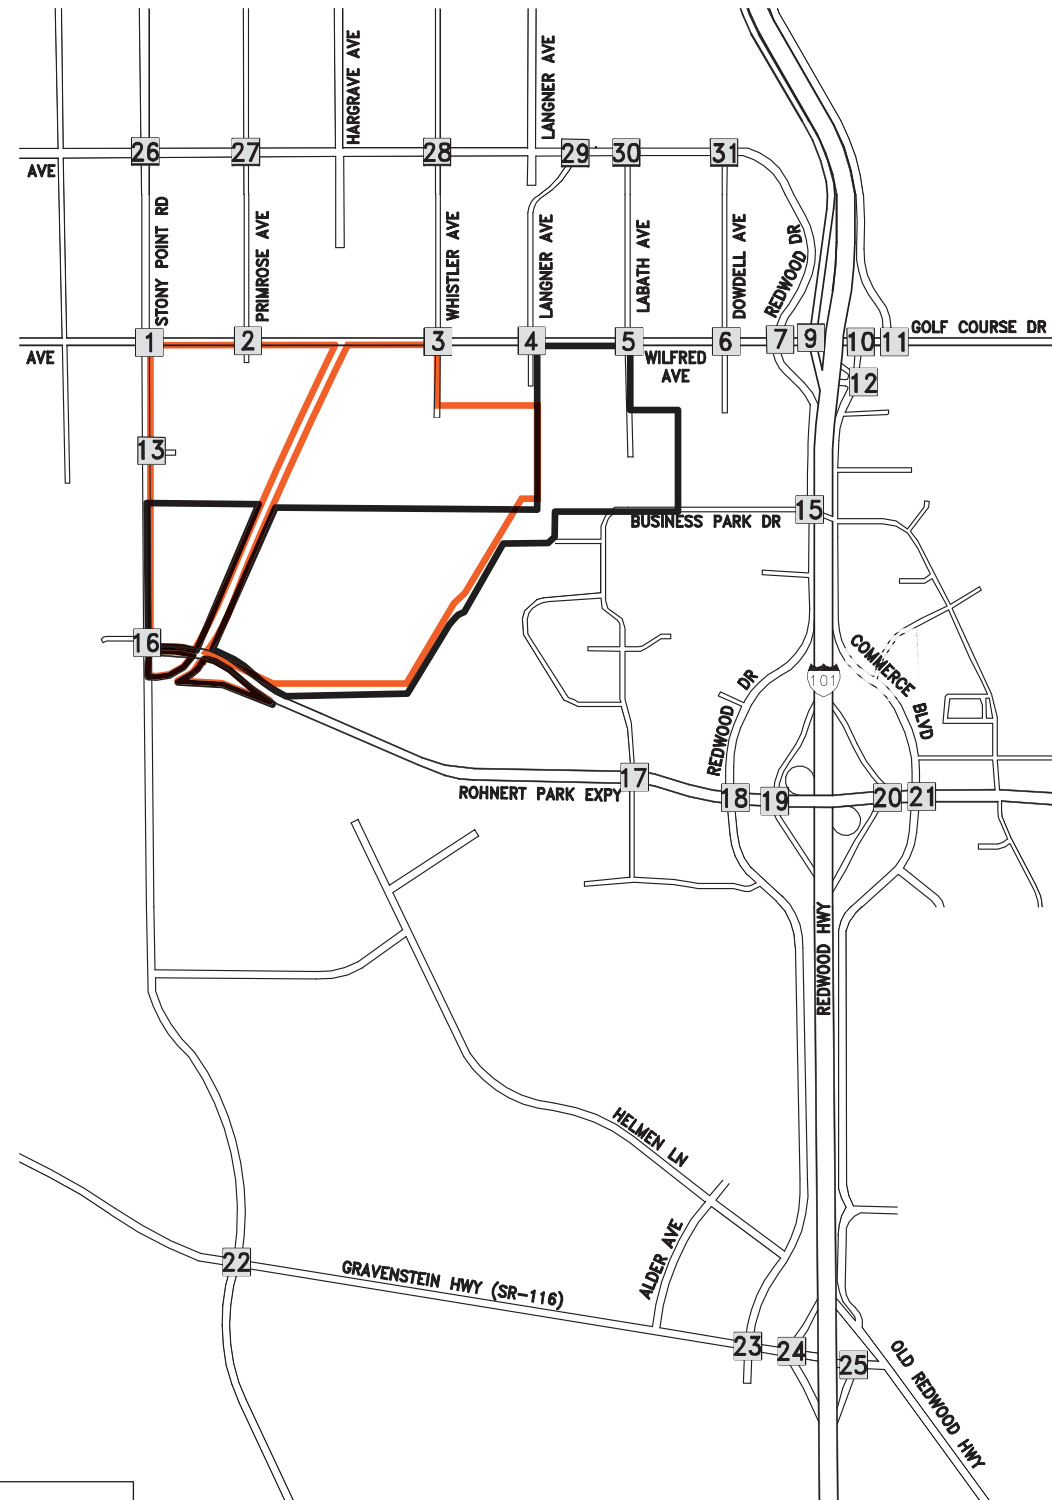 HARGRAVE AVE
LANGNER AVE
26
27
28
29
30
31
AVE
STONY POINT RD
PRIMROSE AVE
WHISTLER AVE
LANGNER AVE
LABATH AVE
DOWDELL AVE
REDWOOD DR
GOLF COURSE DR
1
2
3
4
5
6
7
9
10
11
AVE
WILFRED
AVE
12
13
15
BUSINESS PARK DR
16
COMMERCE BLVD
101
REDWOOD DR
17
ROHNERT PARK EXPY
18
19
20
21
REDWOOD HWY
HELMEN LN
ALDER AVE
22
GRAVENSTEIN HWY (SR-116)
23
24
25
OLD REDWOOD HWY